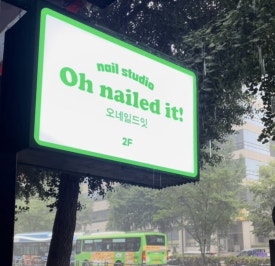 nail studio
Oh nailed it!
오네일드잇
2F